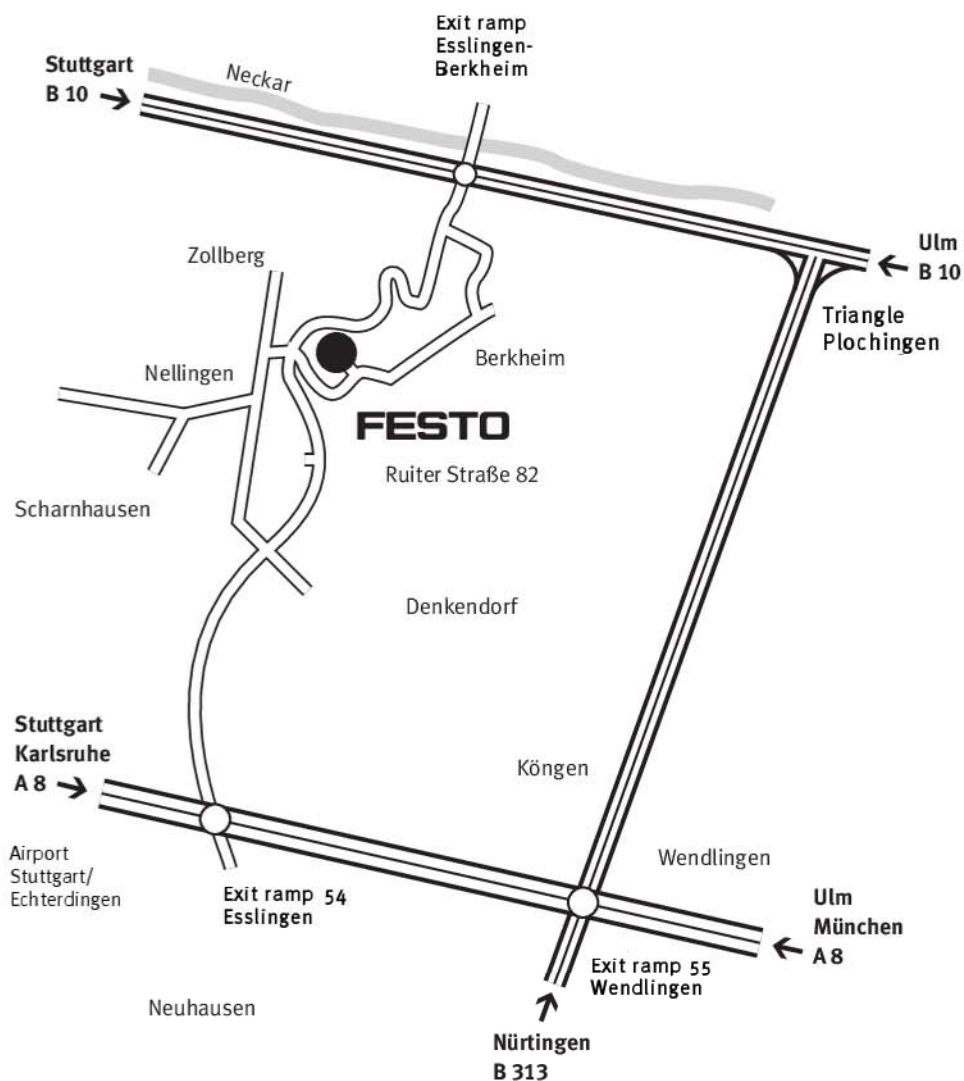 Exit ramp
Esslingen-
Berkheim
Stuttgart
B 10
Neckar
Zollberg
Ulm
B 10
Triangle
Plochingen
Nellingen
Berkheim
FESTO
Ruiter Straße 82
Scharnhausen
Denkendorf
Stuttgart
Karlsruhe
A 8
Köngen
Airport
Stuttgart/
Echterdingen
Wendlingen
Exit ramp 54
Esslingen
Ulm
München
A 8
Exit ramp 55
Wendlingen
Neuhausen
Nürtingen
B 313